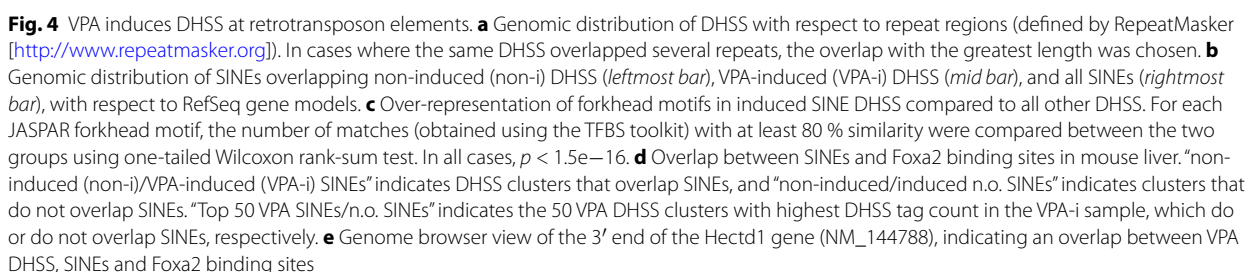 Fig. 4 VPA induces DHSS at retrotransposon elements. a Genomic distribution of DHSS with respect to repeat regions (defined by RepeatMasker
[http://www.repeatmasker.org]). In cases where the same DHSS overlapped several repeats, the overlap with the greatest length was chosen. b
Genomic distribution of SINEs overlapping non-induced (non-i) DHSS (leftmost bar), VPA-induced (VPA-i) DHSS (mid bar), and all SINEs (rightmost
bar), with respect to RefSeq gene models. c Over-representation of forkhead motifs in induced SINE DHSS compared to all other DHSS. For each
JASPAR forkhead motif, the number of matches (obtained using the TFBS toolkit) with at least 80 % similarity were compared between the two
groups using one-tailed Wilcoxon rank-sum test. In all cases, p < 1.5e−16. d Overlap between SINEs and Foxa2 binding sites in mouse liver. "non-
induced (non-i)/VPA-induced (VPA-i) SINEs" indicates DHSS clusters that overlap SINEs, and "non-induced/induced n.o. SINEs" indicates clusters that
do not overlap SINEs. "Top 50 VPA SINEs/n.o. SINEs" indicates the 50 VPA DHSS clusters with highest DHSS tag count in the VPA-i sample, which do
or do not overlap SINEs, respectively. e Genome browser view of the 3′ end of the Hectd1 gene (NM_144788), indicating an overlap between VPA
DHSS, SINEs and Foxa2 binding sites